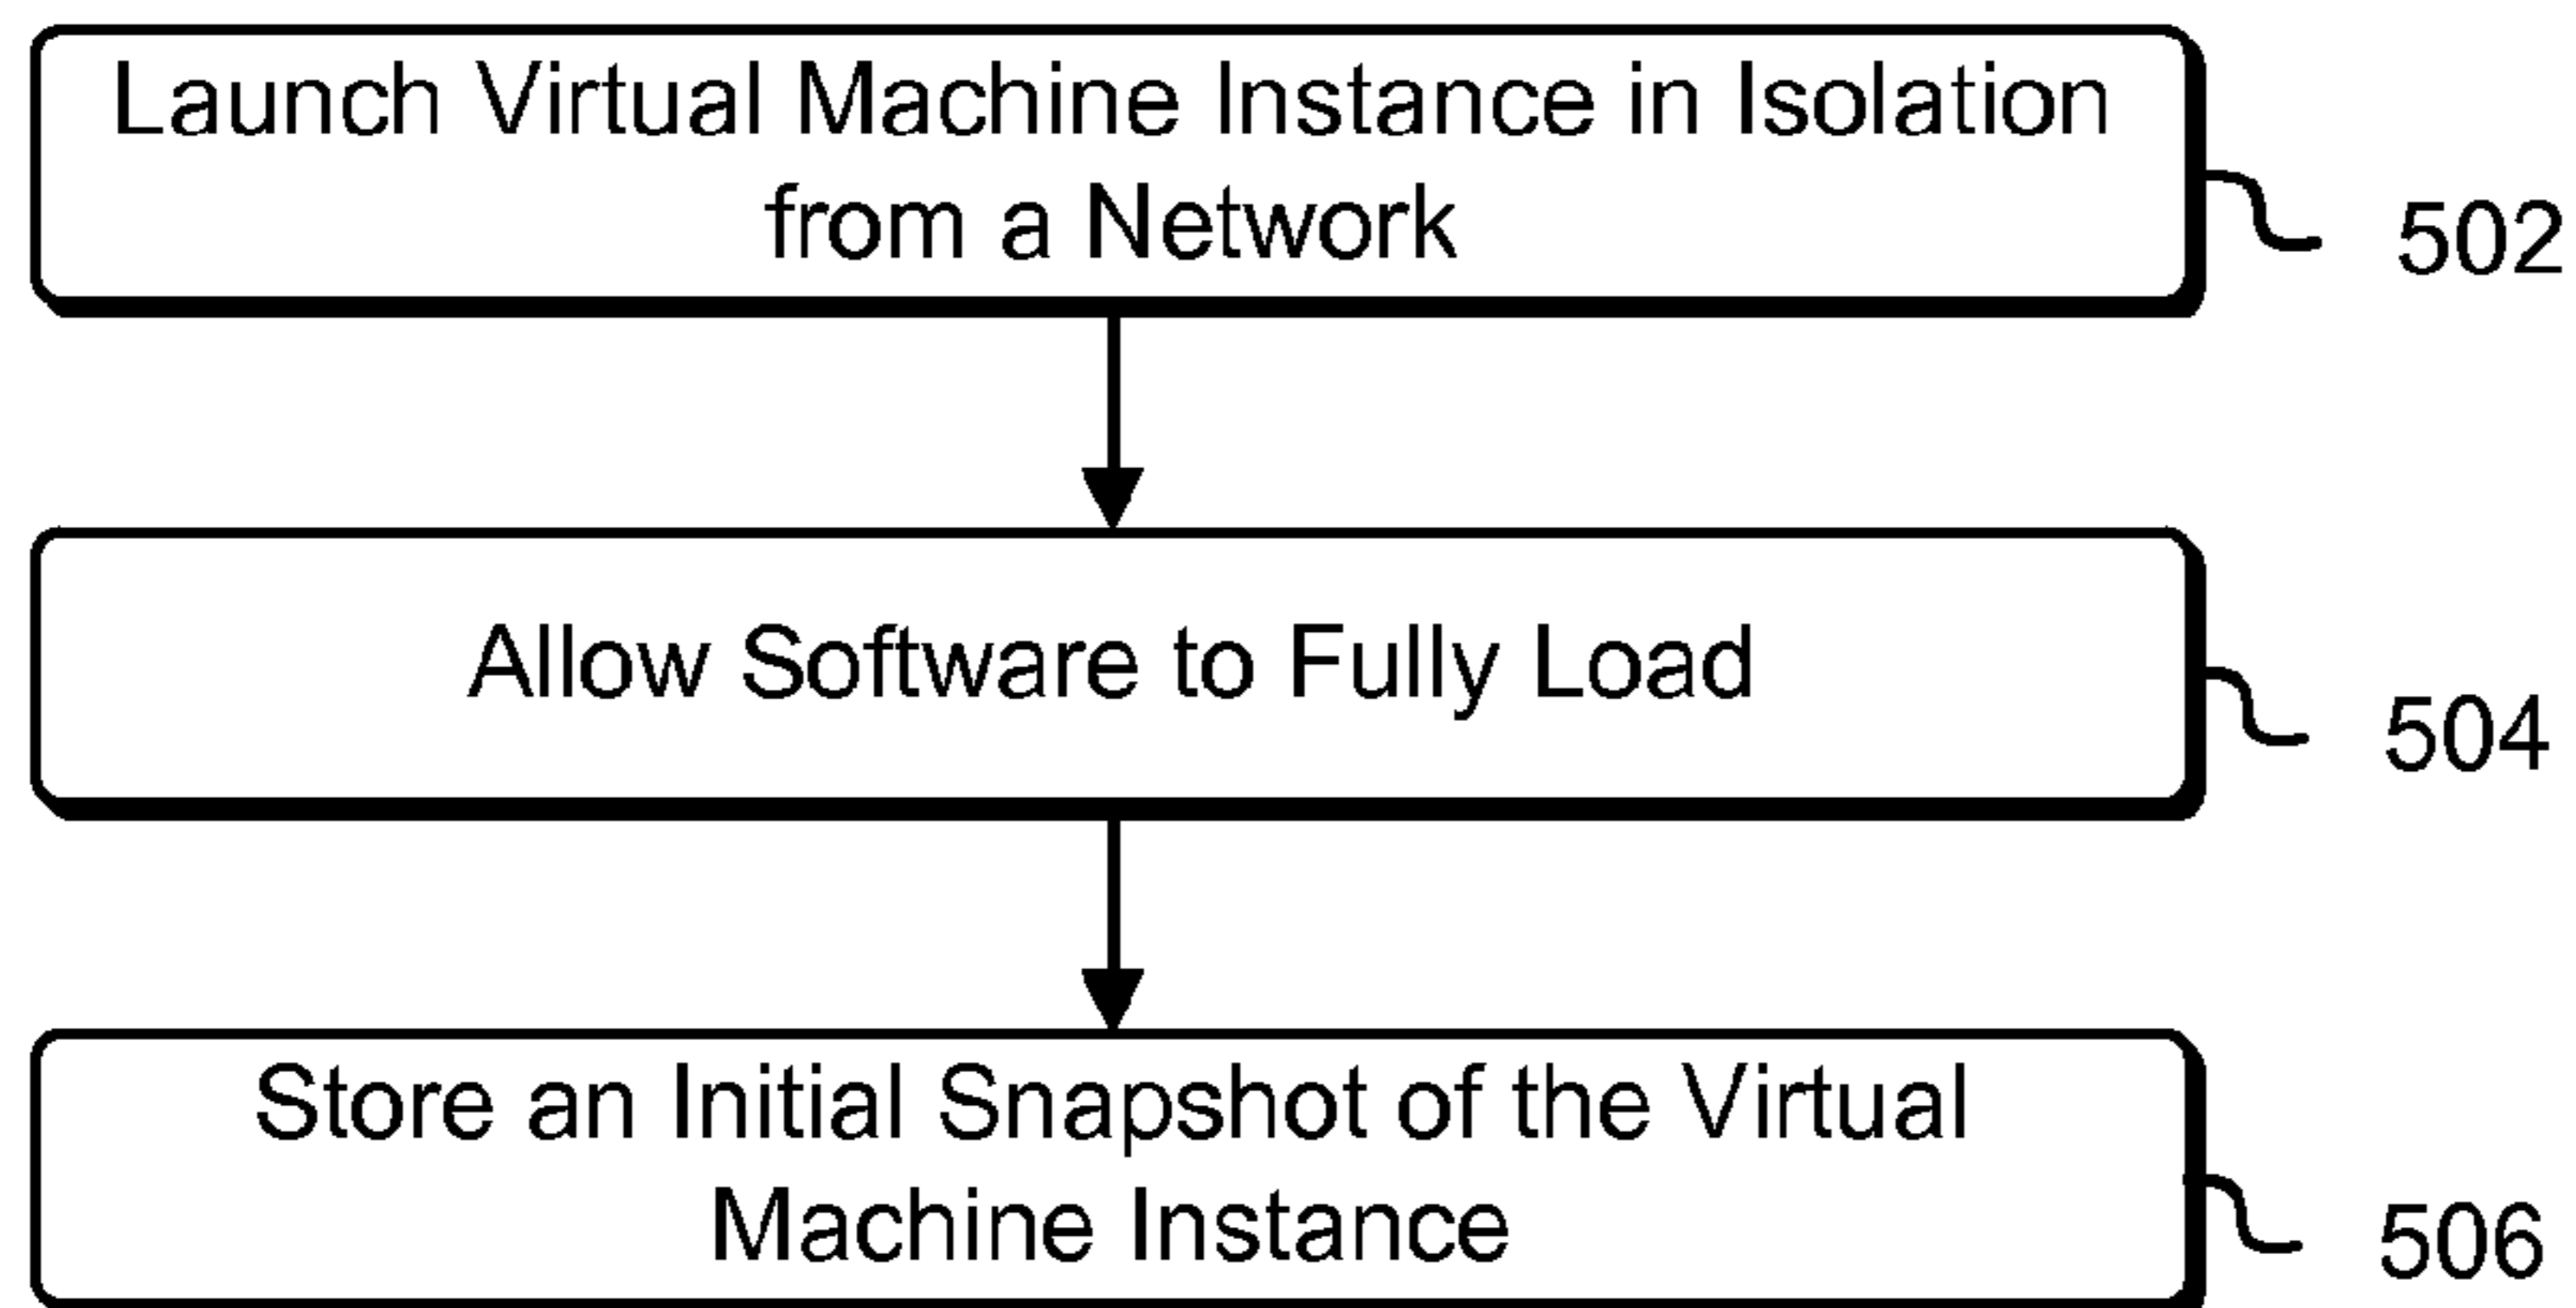 Launch Virtual Machine Instance in Isolation
from a Network
502
Allow Software to Fully Load
504
Store an Initial Snapshot of the Virtual
Machine Instance
506